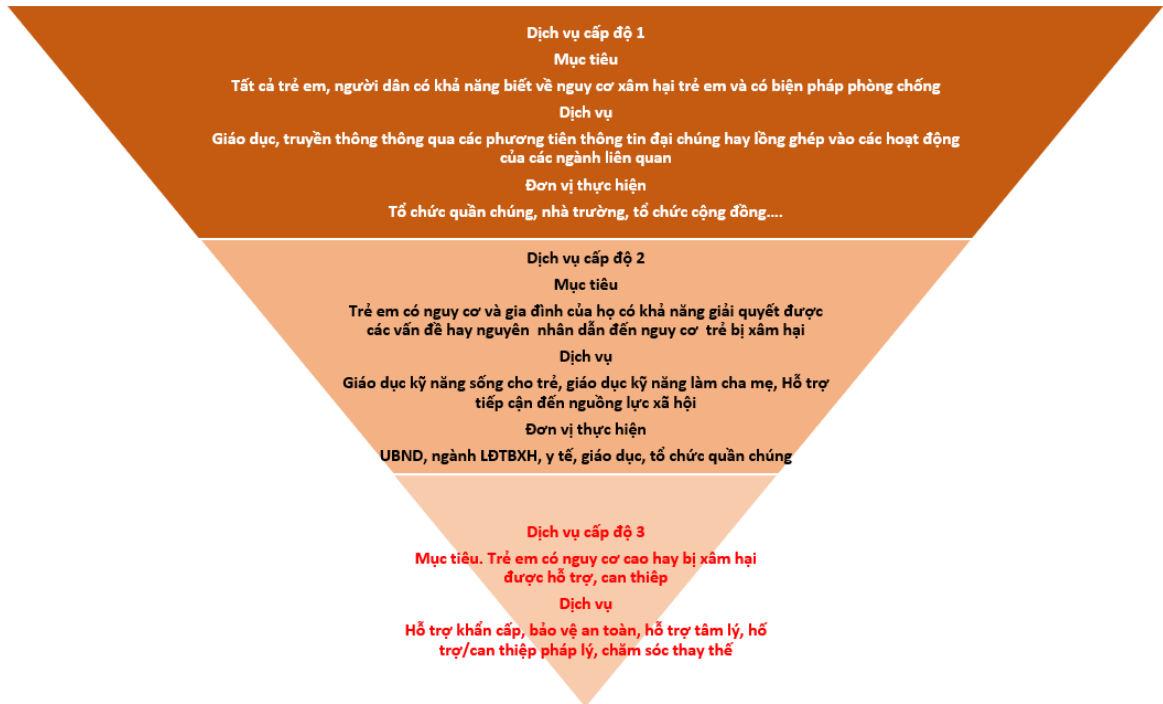 Dịch vụ cấp độ 1
Mục tiêu
Tất cả trẻ em, người dân có khả năng biết về nguy cơ xâm hại trẻ em và có biện pháp phòng chống
Dịch vụ
Giáo dục, truyền thông thông qua các phương tiên thông tin đại chúng hay lồng ghép vào các hoạt động
của các ngành liên quan
Đơn vị thực hiện
Tổ chức quần chúng, nhà trường, tổ chức cộng đồng....
Dịch vụ cấp độ 2
Mục tiêu
Trẻ em có nguy cơ và gia đình của họ có khả năng giải quyết được
các vấn đề hay nguyên nhân dẫn đến nguy cơ trẻ bị xâm hại
Dịch vụ
Giáo dục kỹ năng sống cho trẻ, giáo dục kỹ năng làm cha mẹ, Hỗ trợ
tiếp cận đến nguồng lực xã hội
Đơn vị thực hiện
UBND, ngành LĐTBXH, y tế, giáo dục, tổ chức quần chúng
Dịch vụ cấp độ 3
Mục tiêu. Trẻ em có nguy cơ cao hay bị xâm hại
được hỗ trợ, can thiêp
Dịch vụ
Hỗ trợ khẩn cấp, bảo vệ an toàn, hỗ trợ tâm lý, hố
trợ/can thiệp pháp lý, chăm sóc thay thế